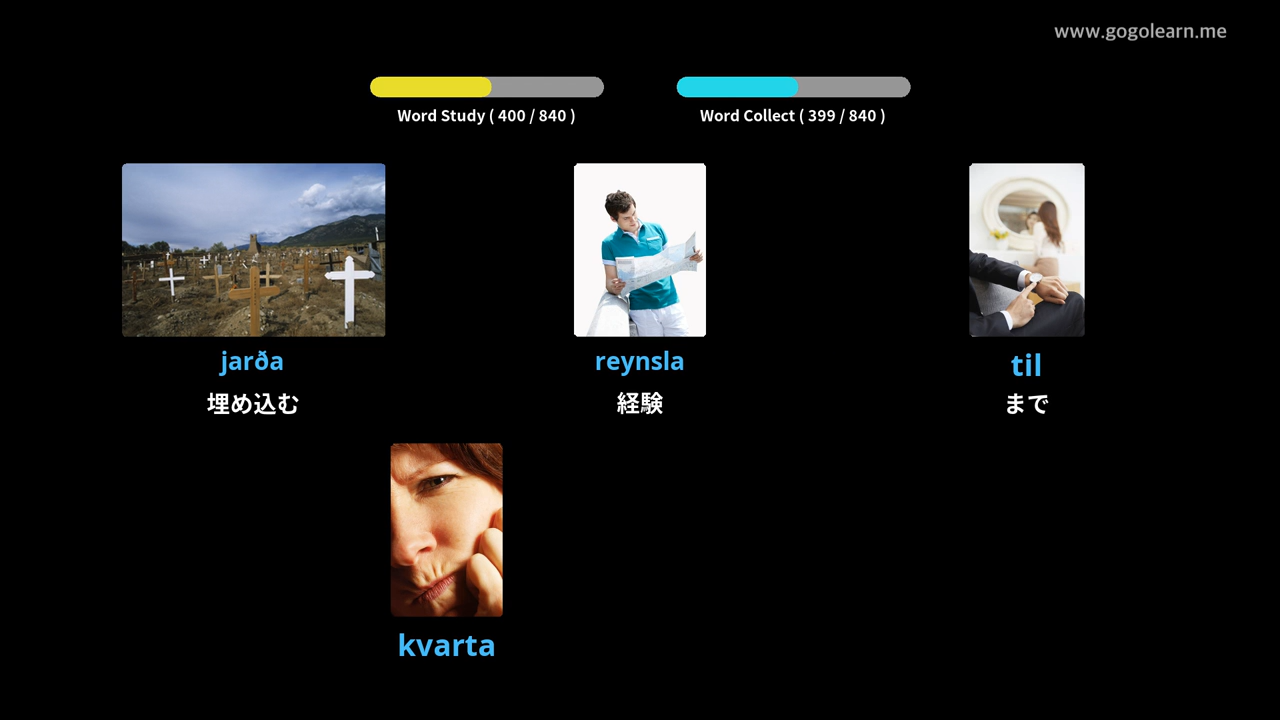 www.gogolearn.me
Word Study ( 400 / 840 )
Word Collect ( 399 / 840 )
jarða
reynsla
til
埋め込む
経験
まで
kvarta